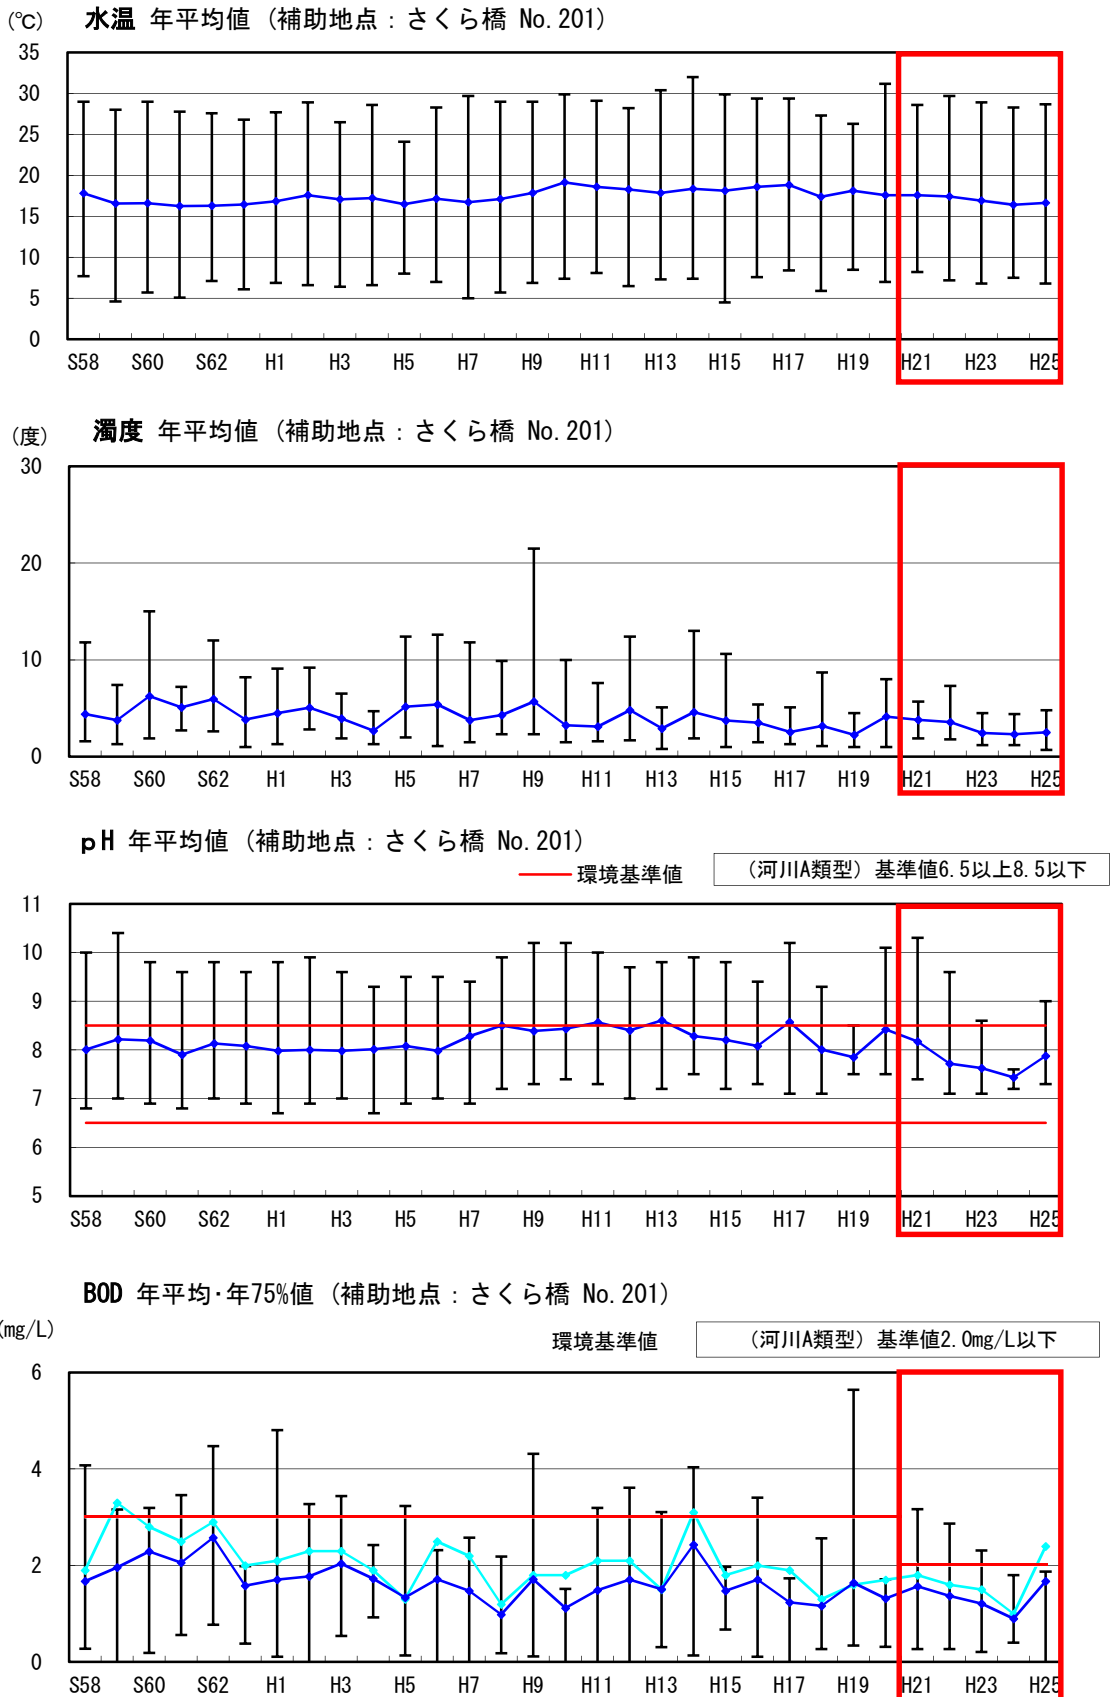 (℃) 水温 年平均値 (補助地点：さくら橋 No.201)
35
30
25
20
15
10
5
0
S58 S60 S62 H1 H3 H5 H7 H9 H11 H13 H15 H17 H19 H21 H23 H25
(度) 濁度 年平均値 (補助地点：さくら橋 No.201)
30
20
10
0
S58 S60 S62 H1 H3 H5 H7 H9 H11 H13 H15 H17 H19 H21 H23 H25
pH 年平均値 (補助地点：さくら橋 No.201)
環境基準値 (河川A類型) 基準値6.5以上8.5以下
11
10
9
8
7
6
5
S58 S60 S62 H1 H3 H5 H7 H9 H11 H13 H15 H17 H19 H21 H23 H25
BOD 年平均･年75%値 (補助地点：さくら橋 No.201)
(mg/L)
環境基準値 (河川A類型) 基準値2.0mg/L以下
6
4
2
0
S58 S60 S62 H1 H3 H5 H7 H9 H11 H13 H15 H17 H19 H21 H23 H25